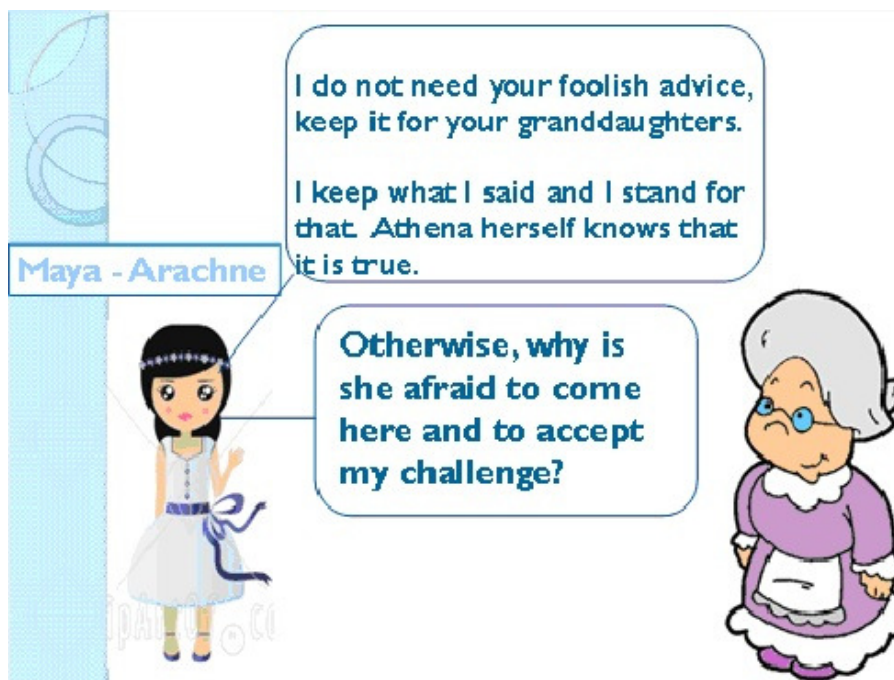 I do not need your foolish advice,
keep it for your granddaughters.
I keep what I said and I stand for
that. Athena herself knows that
it is true.
Maya - Arachne
Otherwise, why is
she afraid to come
here and to accept
my challenge?